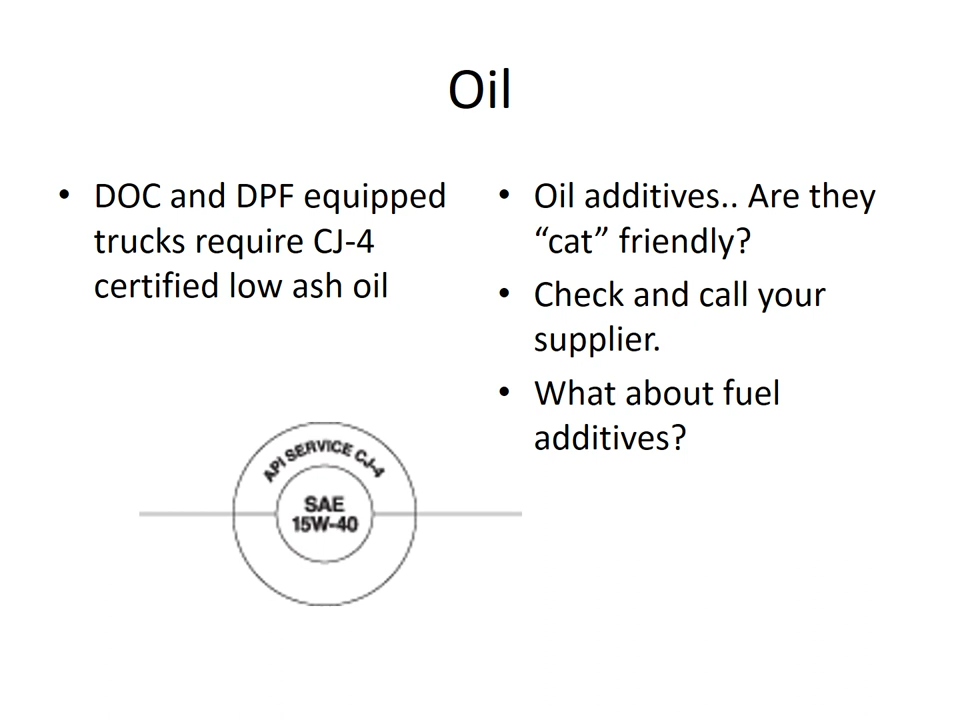 Oil
• DOC and DPF equipped
trucks require CJ-4
certified low ash oil
• Oil additives.. Are they
“cat” friendly?
• Check and call your
supplier.
• What about fuel
additives?
API SERVICE CJ-4
SAE
15W-40